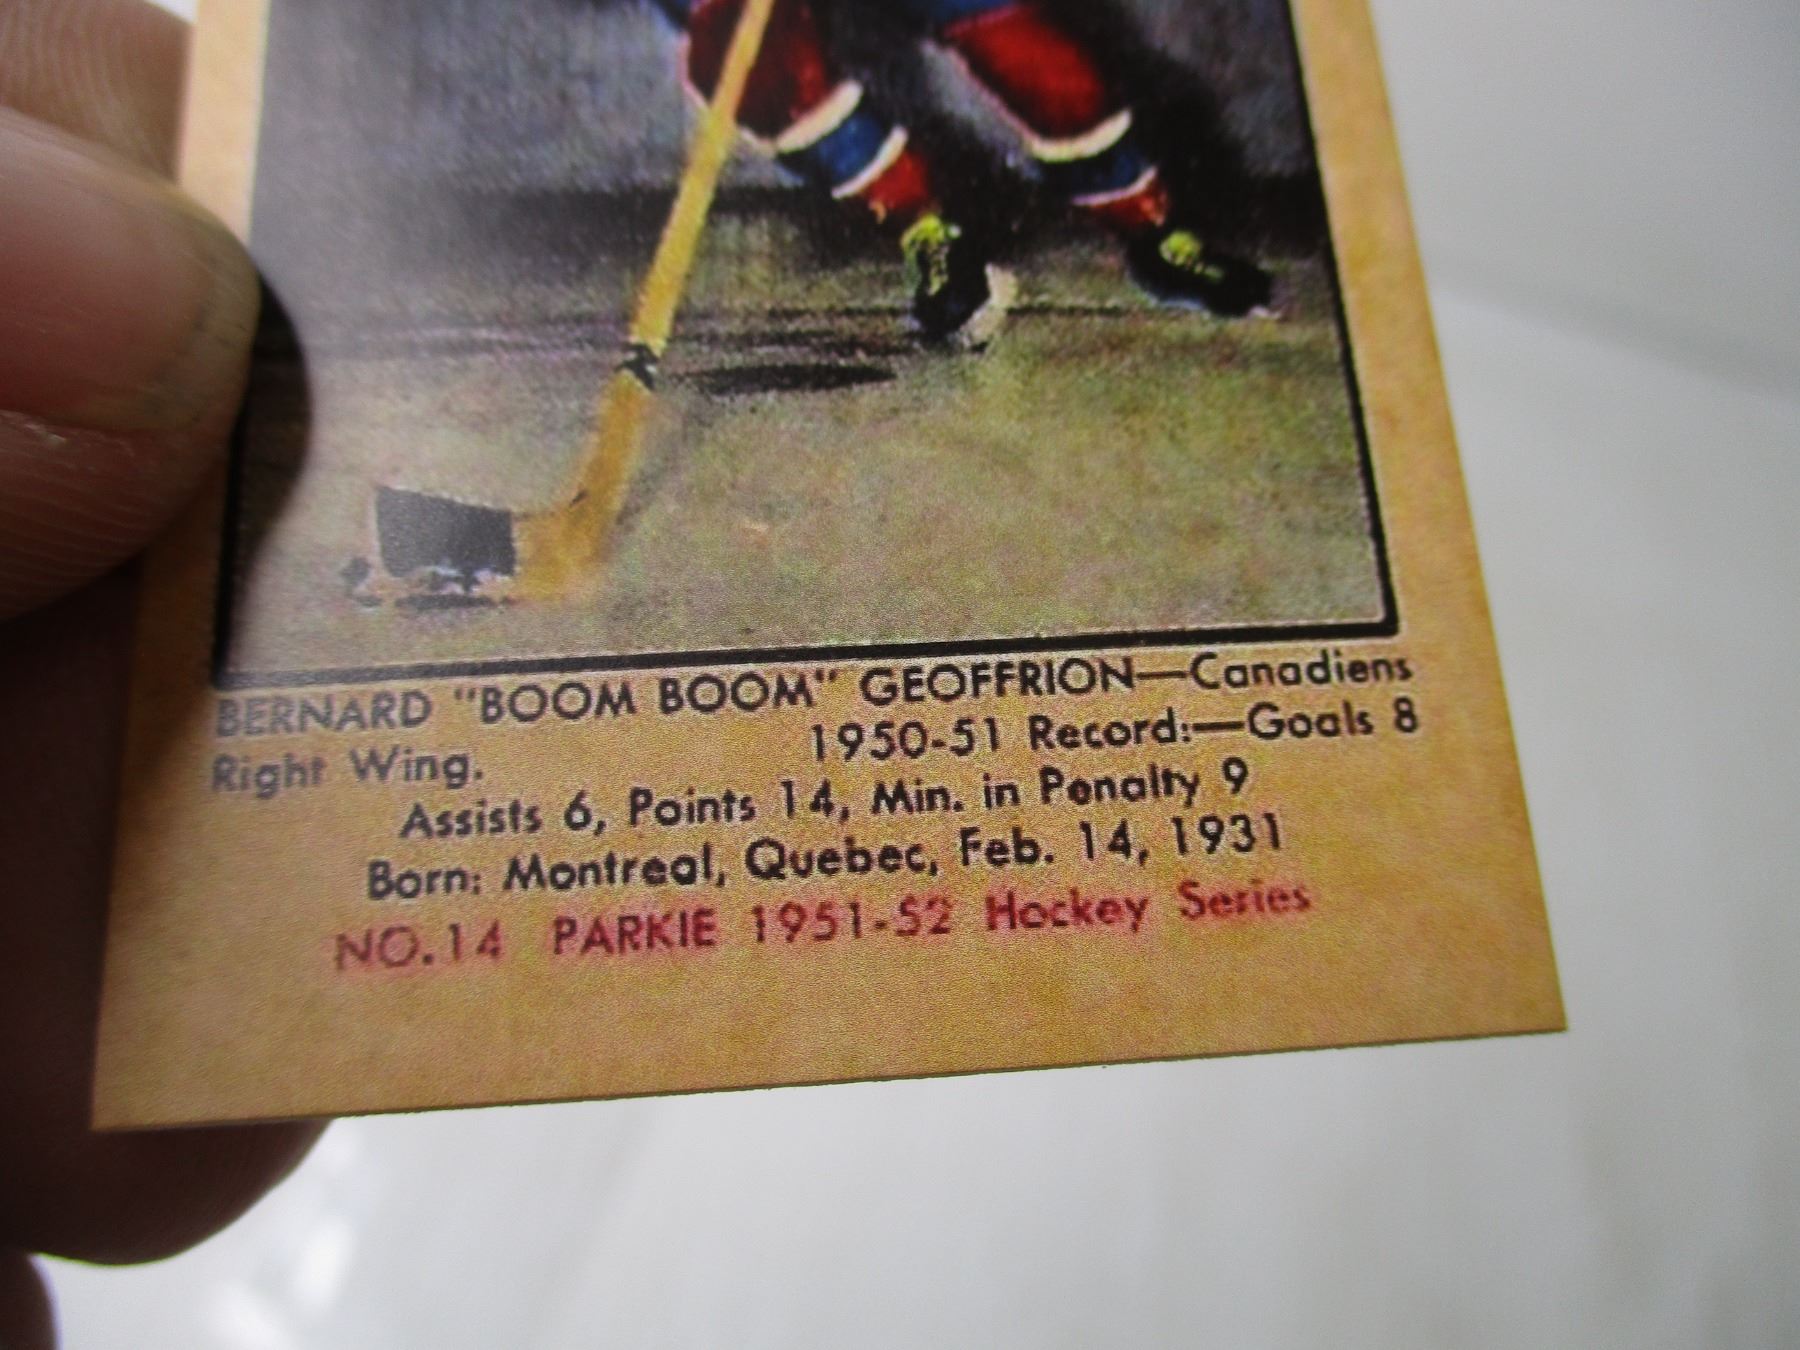 BERNARD "BOOM BOOM" GEOFFRION—Canadiens
Right Wing. 1950-51 Record:—Goals 8
Assists 6, Points 14, Min. in Penalty 9
Born: Montreal, Quebec, Feb. 14, 1931
NO.14 PARKIE 1951-52 Hockey Series